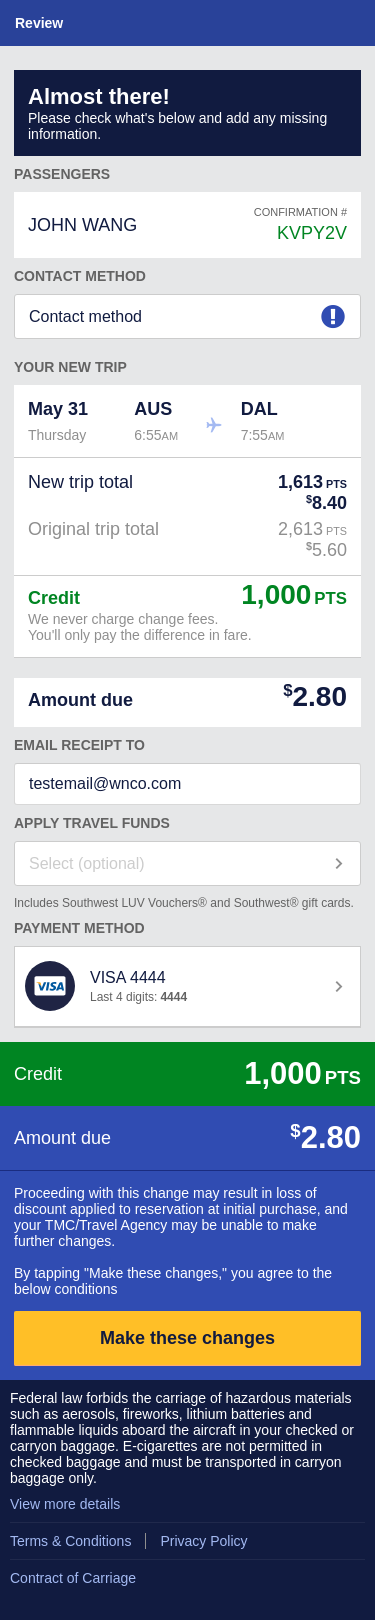 Review
Almost there!
Please check what's below and add any missing
information.
PASSENGERS
JOHN WANG
CONFIRMATION #
KVPY2V
CONTACT METHOD
Contact method
YOUR NEW TRIP
May 31 AUS DAL
Thursday 6:55AM 7:55AM
New trip total 1,613 PTS
$8.40
Original trip total 2,613 PTS
$5.60
Credit 1,000 PTS
We never charge change fees.
You'll only pay the difference in fare.
Amount due $2.80
EMAIL RECEIPT TO
testemail@wnco.com
APPLY TRAVEL FUNDS
Select (optional)
Includes Southwest LUV Vouchers® and Southwest® gift cards.
PAYMENT METHOD
VISA
VISA 4444
Last 4 digits: 4444
Credit 1,000 PTS
Amount due $2.80
Proceeding with this change may result in loss of
discount applied to reservation at initial purchase, and
your TMC/Travel Agency may be unable to make
further changes.
By tapping "Make these changes," you agree to the
below conditions
Make these changes
Federal law forbids the carriage of hazardous materials
such as aerosols, fireworks, lithium batteries and
flammable liquids aboard the aircraft in your checked or
carryon baggage. E-cigarettes are not permitted in
checked baggage and must be transported in carryon
baggage only.
View more details
Terms & Conditions Privacy Policy
Contract of Carriage